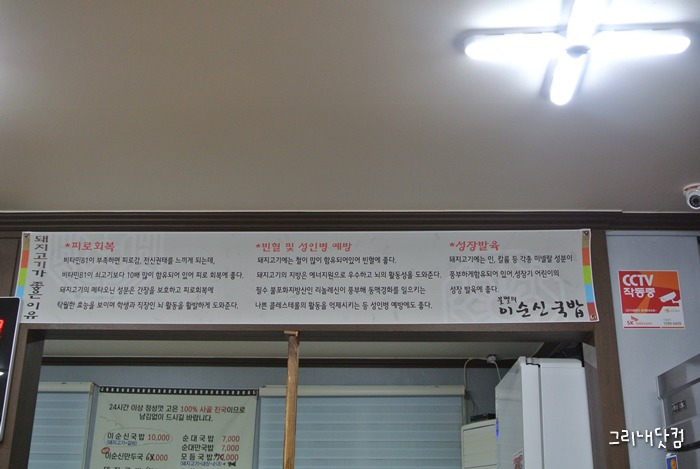 돼지고기가 좋은 이유
*피로회복
비타민B1이 부족하면 피로감, 전신권태를 느끼게 되는데,
비타민B1이 쇠고기보다 10배 많이 함유되어 있어 피로 회복에 좋다.
돼지고기의 메티오닌 성분은 간장을 보호하고 피로회복에
탁월한 효능을 보이며 학생과 직장인 뇌 활동을 활발하게 도와준다.
*빈혈 및 성인병 예방
돼지고기에는 철이 많이 함유되어있어 빈혈에 좋다.
돼지고기의 지방은 에너지원으로 우수하고 뇌의 활동성을 도와준다.
필수 불포화지방산인 리놀레신이 풍부해 동맥경화를 일으키는
나쁜 콜레스테롤의 활동을 억제시키는 등 성인병 예방에도 좋다.
*성장발육
돼지고기에는 인, 칼륨 등 각종 미넬랄 성분이
풍부하게함유되어 있어 성장기 어린이의
성장 발육에 좋다.
이순신국밥
CCTV
작동중
SK
24시간 이상 정성껏 고은 100% 사골 진국이므로
남김없이 드시길 바랍니다.
이순신국밥 10,000
이순신만두국
순대국밥 7,000
순대만국밥 7,000
모듬국밥
그리내닷컴